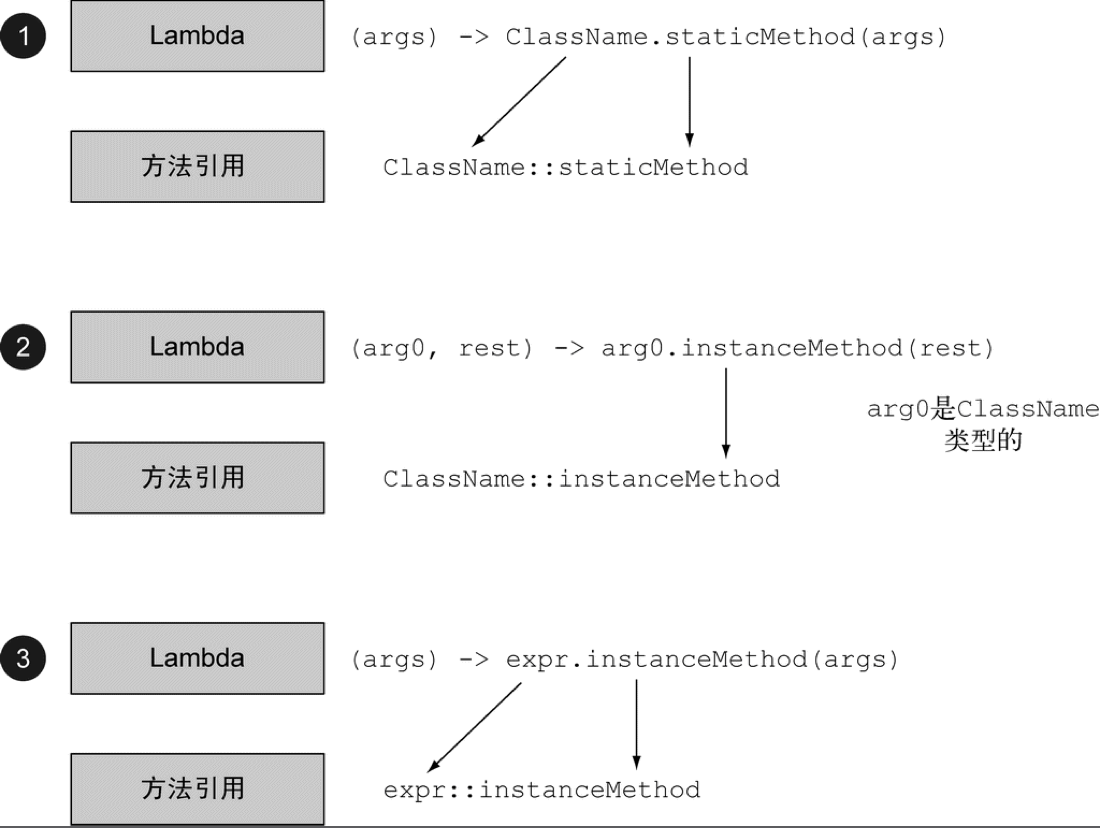 1 Lambda (args) -> ClassName.staticMethod(args)
方法引用 ClassName::staticMethod
2 Lambda (arg0, rest) -> arg0.instanceMethod(rest)
arg0是ClassName
类型的
方法引用 ClassName::instanceMethod
3 Lambda (args) -> expr.instanceMethod(args)
方法引用 expr::instanceMethod